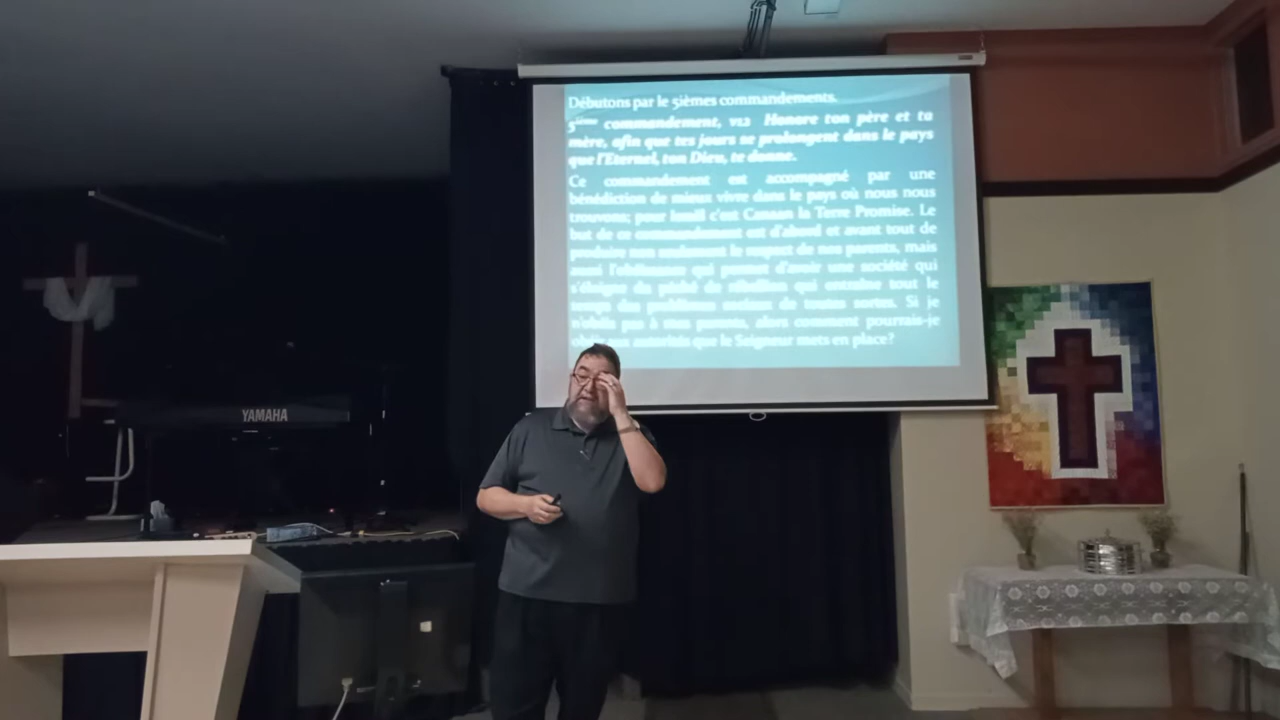 Débutons par le 5ièmes commandements.
5ième commandement, v12 Honore ton père et ta
mère, afin que tes jours se prolongent dans le pays
que l'Eternel, ton Dieu, te donne.
Ce commandement est accompagné par une
bénédiction de mieux vivre dans le pays où nous nous
trouvons; pour Israël c'est Canaan la Terre Promise. Le
but de ce commandement est d'abord et avant tout de
produire non seulement le respect de nos parents, mais
aussi l'obéissance qui permet d'avoir une société qui
s'éloigne du péché de rébellion qui entraîne tout le
temps des problèmes de toutes sortes. Si je
n'obéis pas à mes parents, alors comment pourrais-je
autorités que le Seigneur mets en place?
YAMAHA